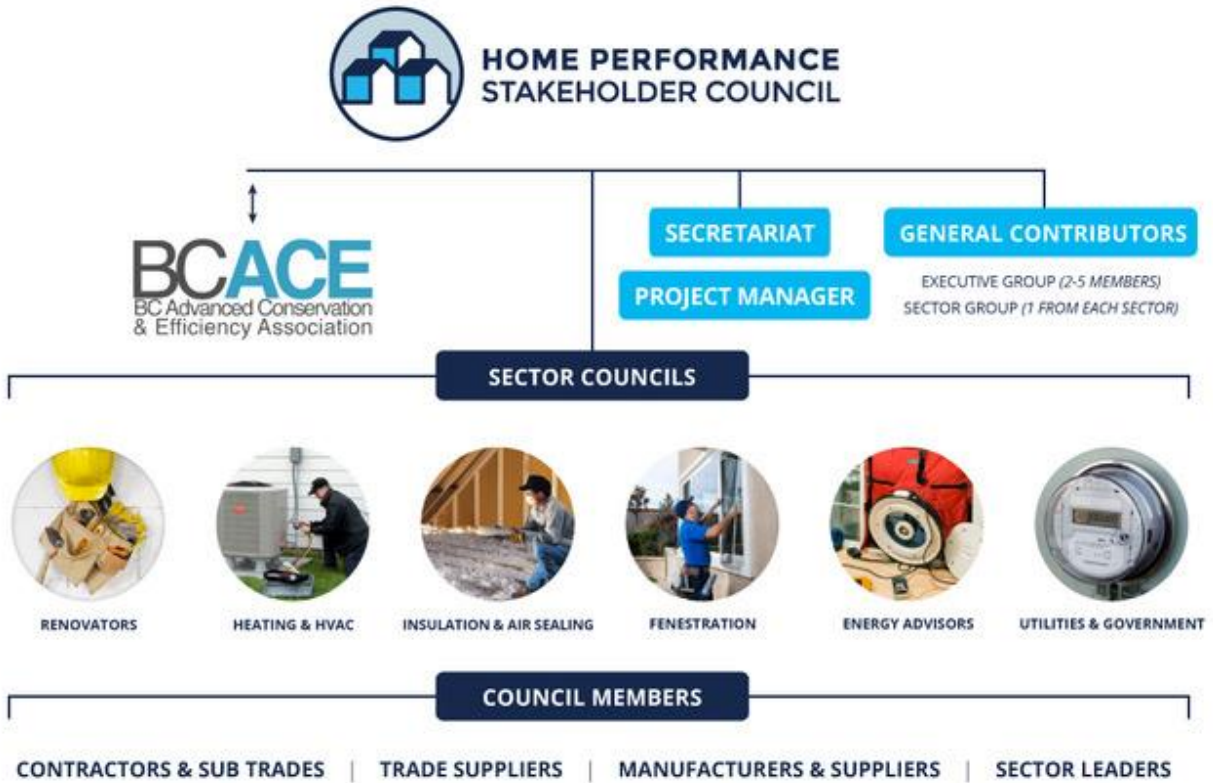 HOME PERFORMANCE
STAKEHOLDER COUNCIL
BCACE
BC Advanced Conservation
& Efficiency Association
SECRETARIAT
PROJECT MANAGER
GENERAL CONTRIBUTORS
EXECUTIVE GROUP (2-5 MEMBERS)
SECTOR GROUP (1 FROM EACH SECTOR)
SECTOR COUNCILS
RENOVATORS
HEATING & HVAC
INSULATION & AIR SEALING
FENESTRATION
ENERGY ADVISORS
UTILITIES & GOVERNMENT
COUNCIL MEMBERS
CONTRACTORS & SUB TRADES | TRADE SUPPLIERS | MANUFACTURERS & SUPPLIERS | SECTOR LEADERS